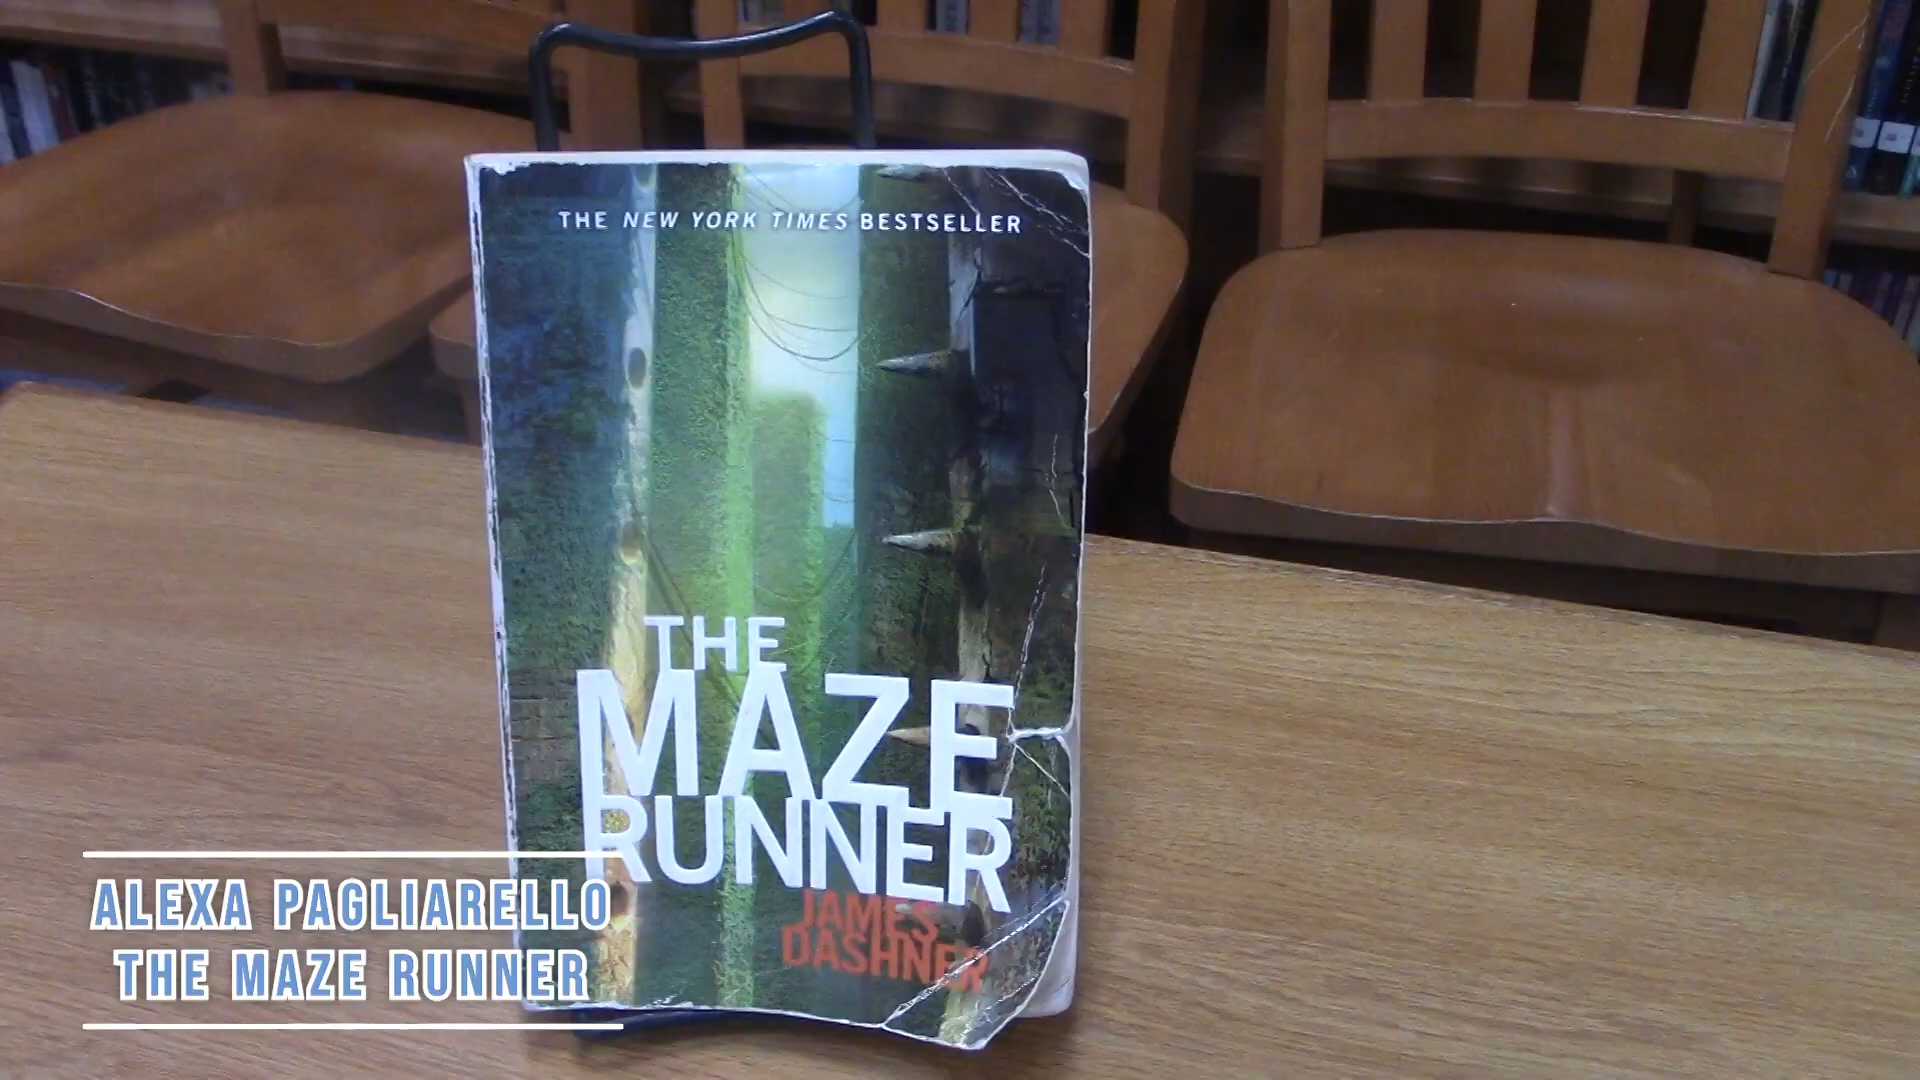 THE NEW YORK TIMES BESTSELLER
THE
MAZE
RUNNER
JAMES
DASHNER
ALEXA PAGLIARELLO
THE MAZE RUNNER